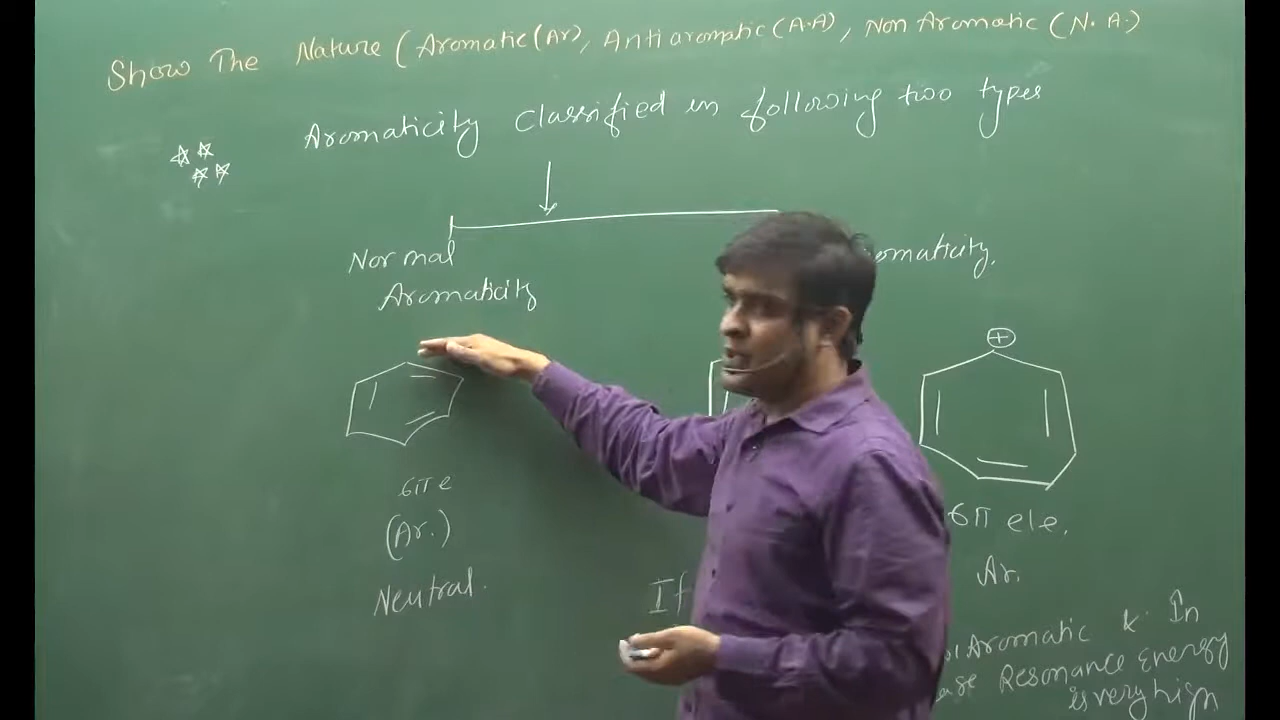 Show The Nature (Aromatic(Ar), Antiaromatic (A.A), Non Aromatic (N.A.)
Aromaticity classified in following two types
Normal
Aromaticity
omaticity.
+
6π e
(Ar.)
Neutral.
6π ele.
Ar.
If
Aromatic & In
Resonance Energy
is very high